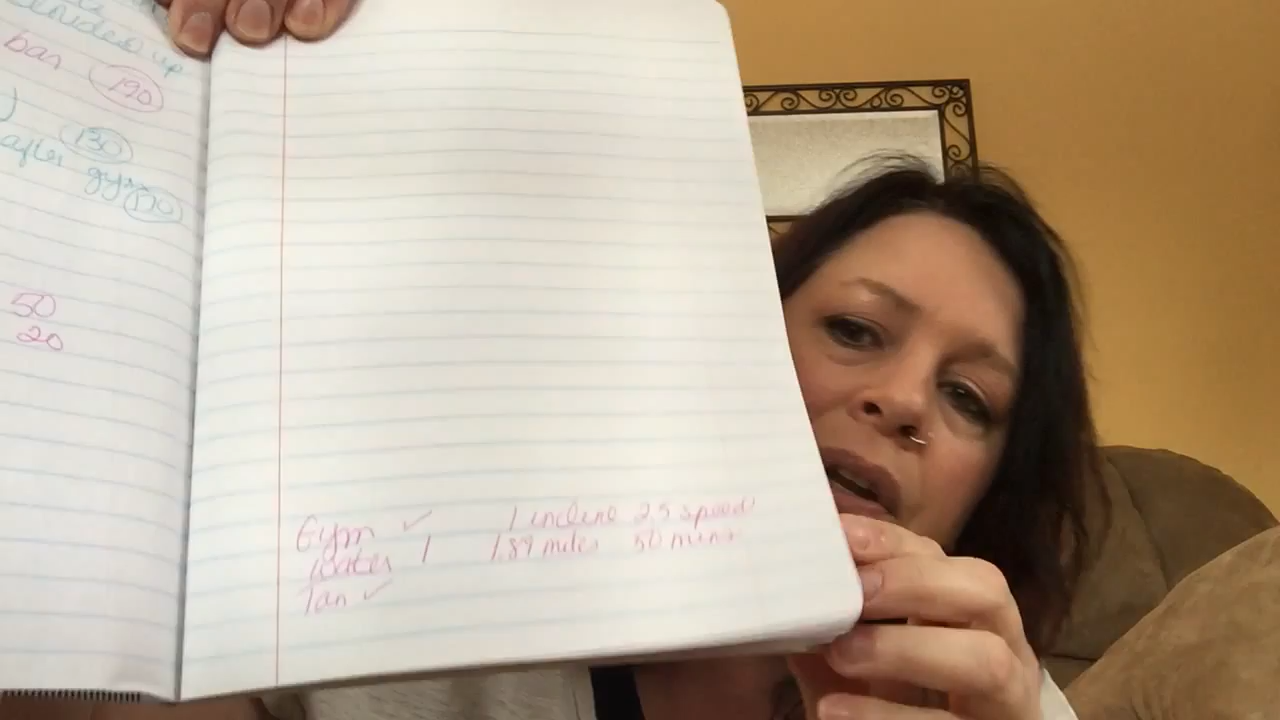 up
bar 190
130
after gym 170
50
20
Gym ✓ 1 incline 2.5 speed
Water 1 1.89 miles 50 mins
Tan ✓